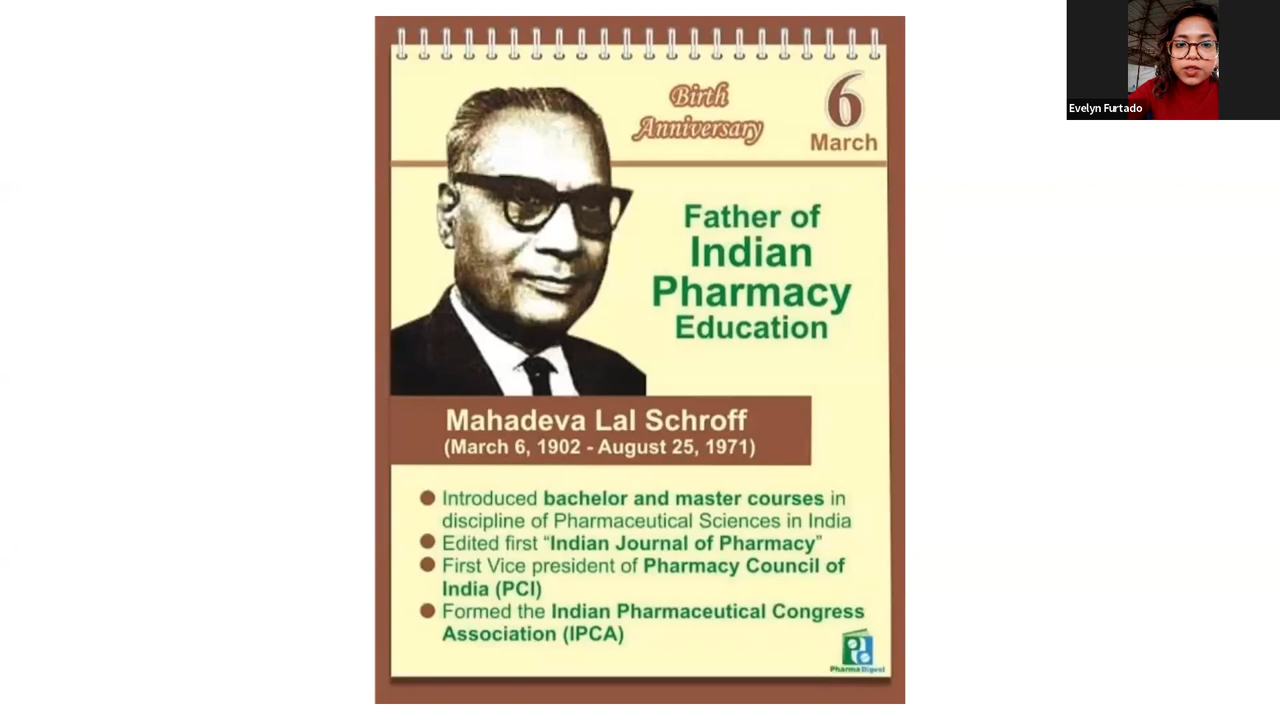 Evelyn Furtado
Birth
Anniversary
6
March
Father of
Indian
Pharmacy
Education
Mahadeva Lal Schroff
(March 6, 1902 - August 25, 1971)
Introduced bachelor and master courses in
discipline of Pharmaceutical Sciences in India
Edited first “Indian Journal of Pharmacy”
First Vice president of Pharmacy Council of
India (PCI)
Formed the Indian Pharmaceutical Congress
Association (IPCA)
Pharma Digest